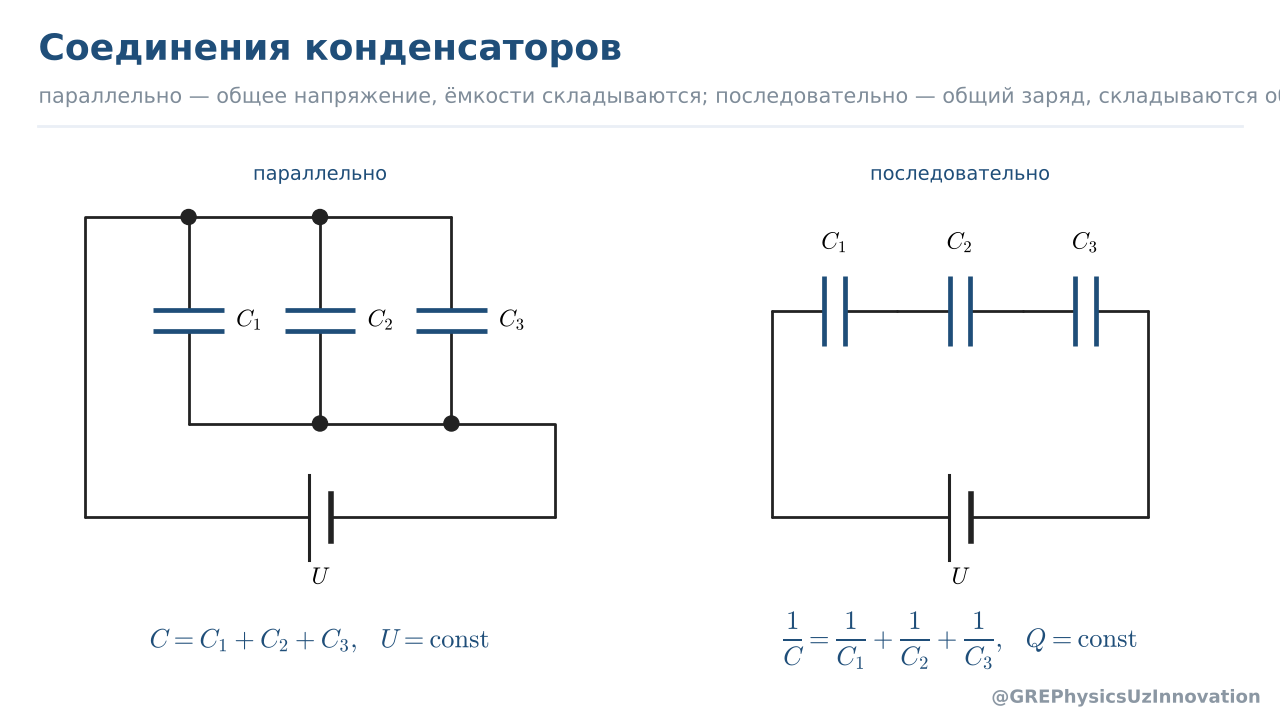 Соединения конденсаторов
параллельно — общее напряжение, ёмкости складываются; последовательно — общий заряд, складываются
параллельно
последовательно
C₁ C₂ C₃
C₁ C₂ C₃
U
U
C = C₁ + C₂ + C₃, U = const
1/C = 1/C₁ + 1/C₂ + 1/C₃, Q = const
@GREPhysicsUzInnovation